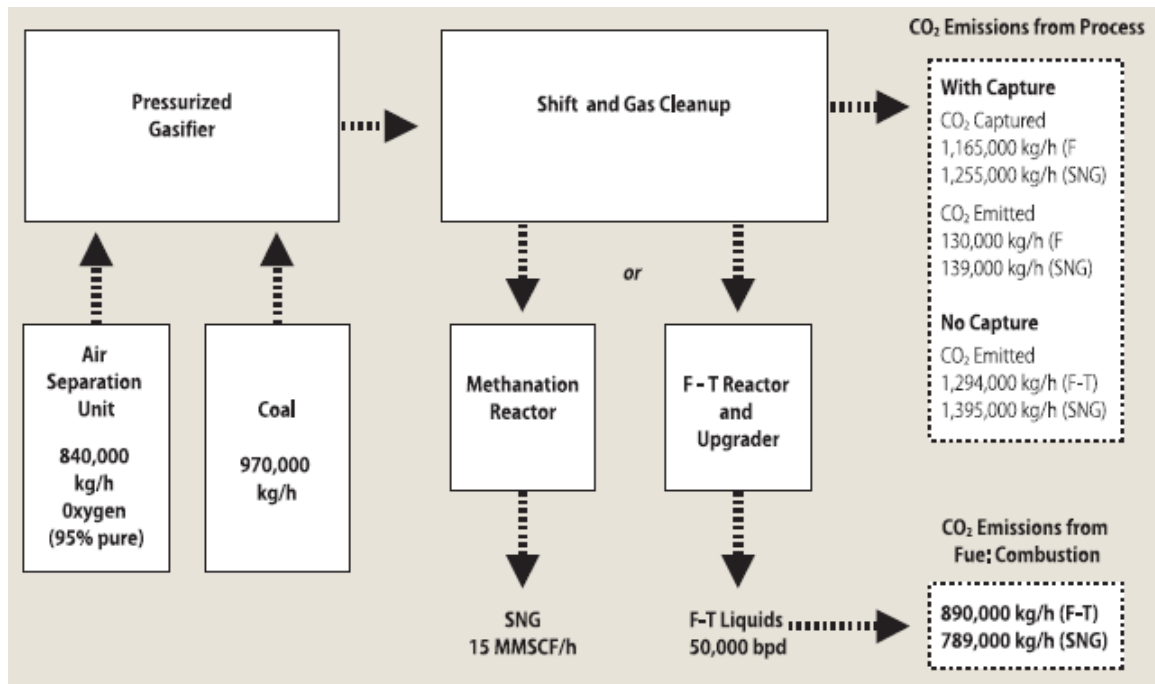 Pressurized
Gasifier
Shift and Gas Cleanup
CO₂ Emissions from Process
With Capture
CO₂ Captured
1,165,000 kg/h (F
1,255,000 kg/h (SNG)
CO₂ Emitted
130,000 kg/h (F
139,000 kg/h (SNG)
No Capture
CO₂ Emitted
1,294,000 kg/h (F-T)
1,395,000 kg/h (SNG)
or
Air
Separation
Unit
840,000
kg/h
Oxygen
(95% pure)
Coal
970,000
kg/h
Methanation
Reactor
F-T Reactor
and
Upgrader
SNG
15 MMSCF/h
F-T Liquids
50,000 bpd
CO₂ Emissions from
Fue: Combustion
890,000 kg/h (F-T)
789,000 kg/h (SNG)